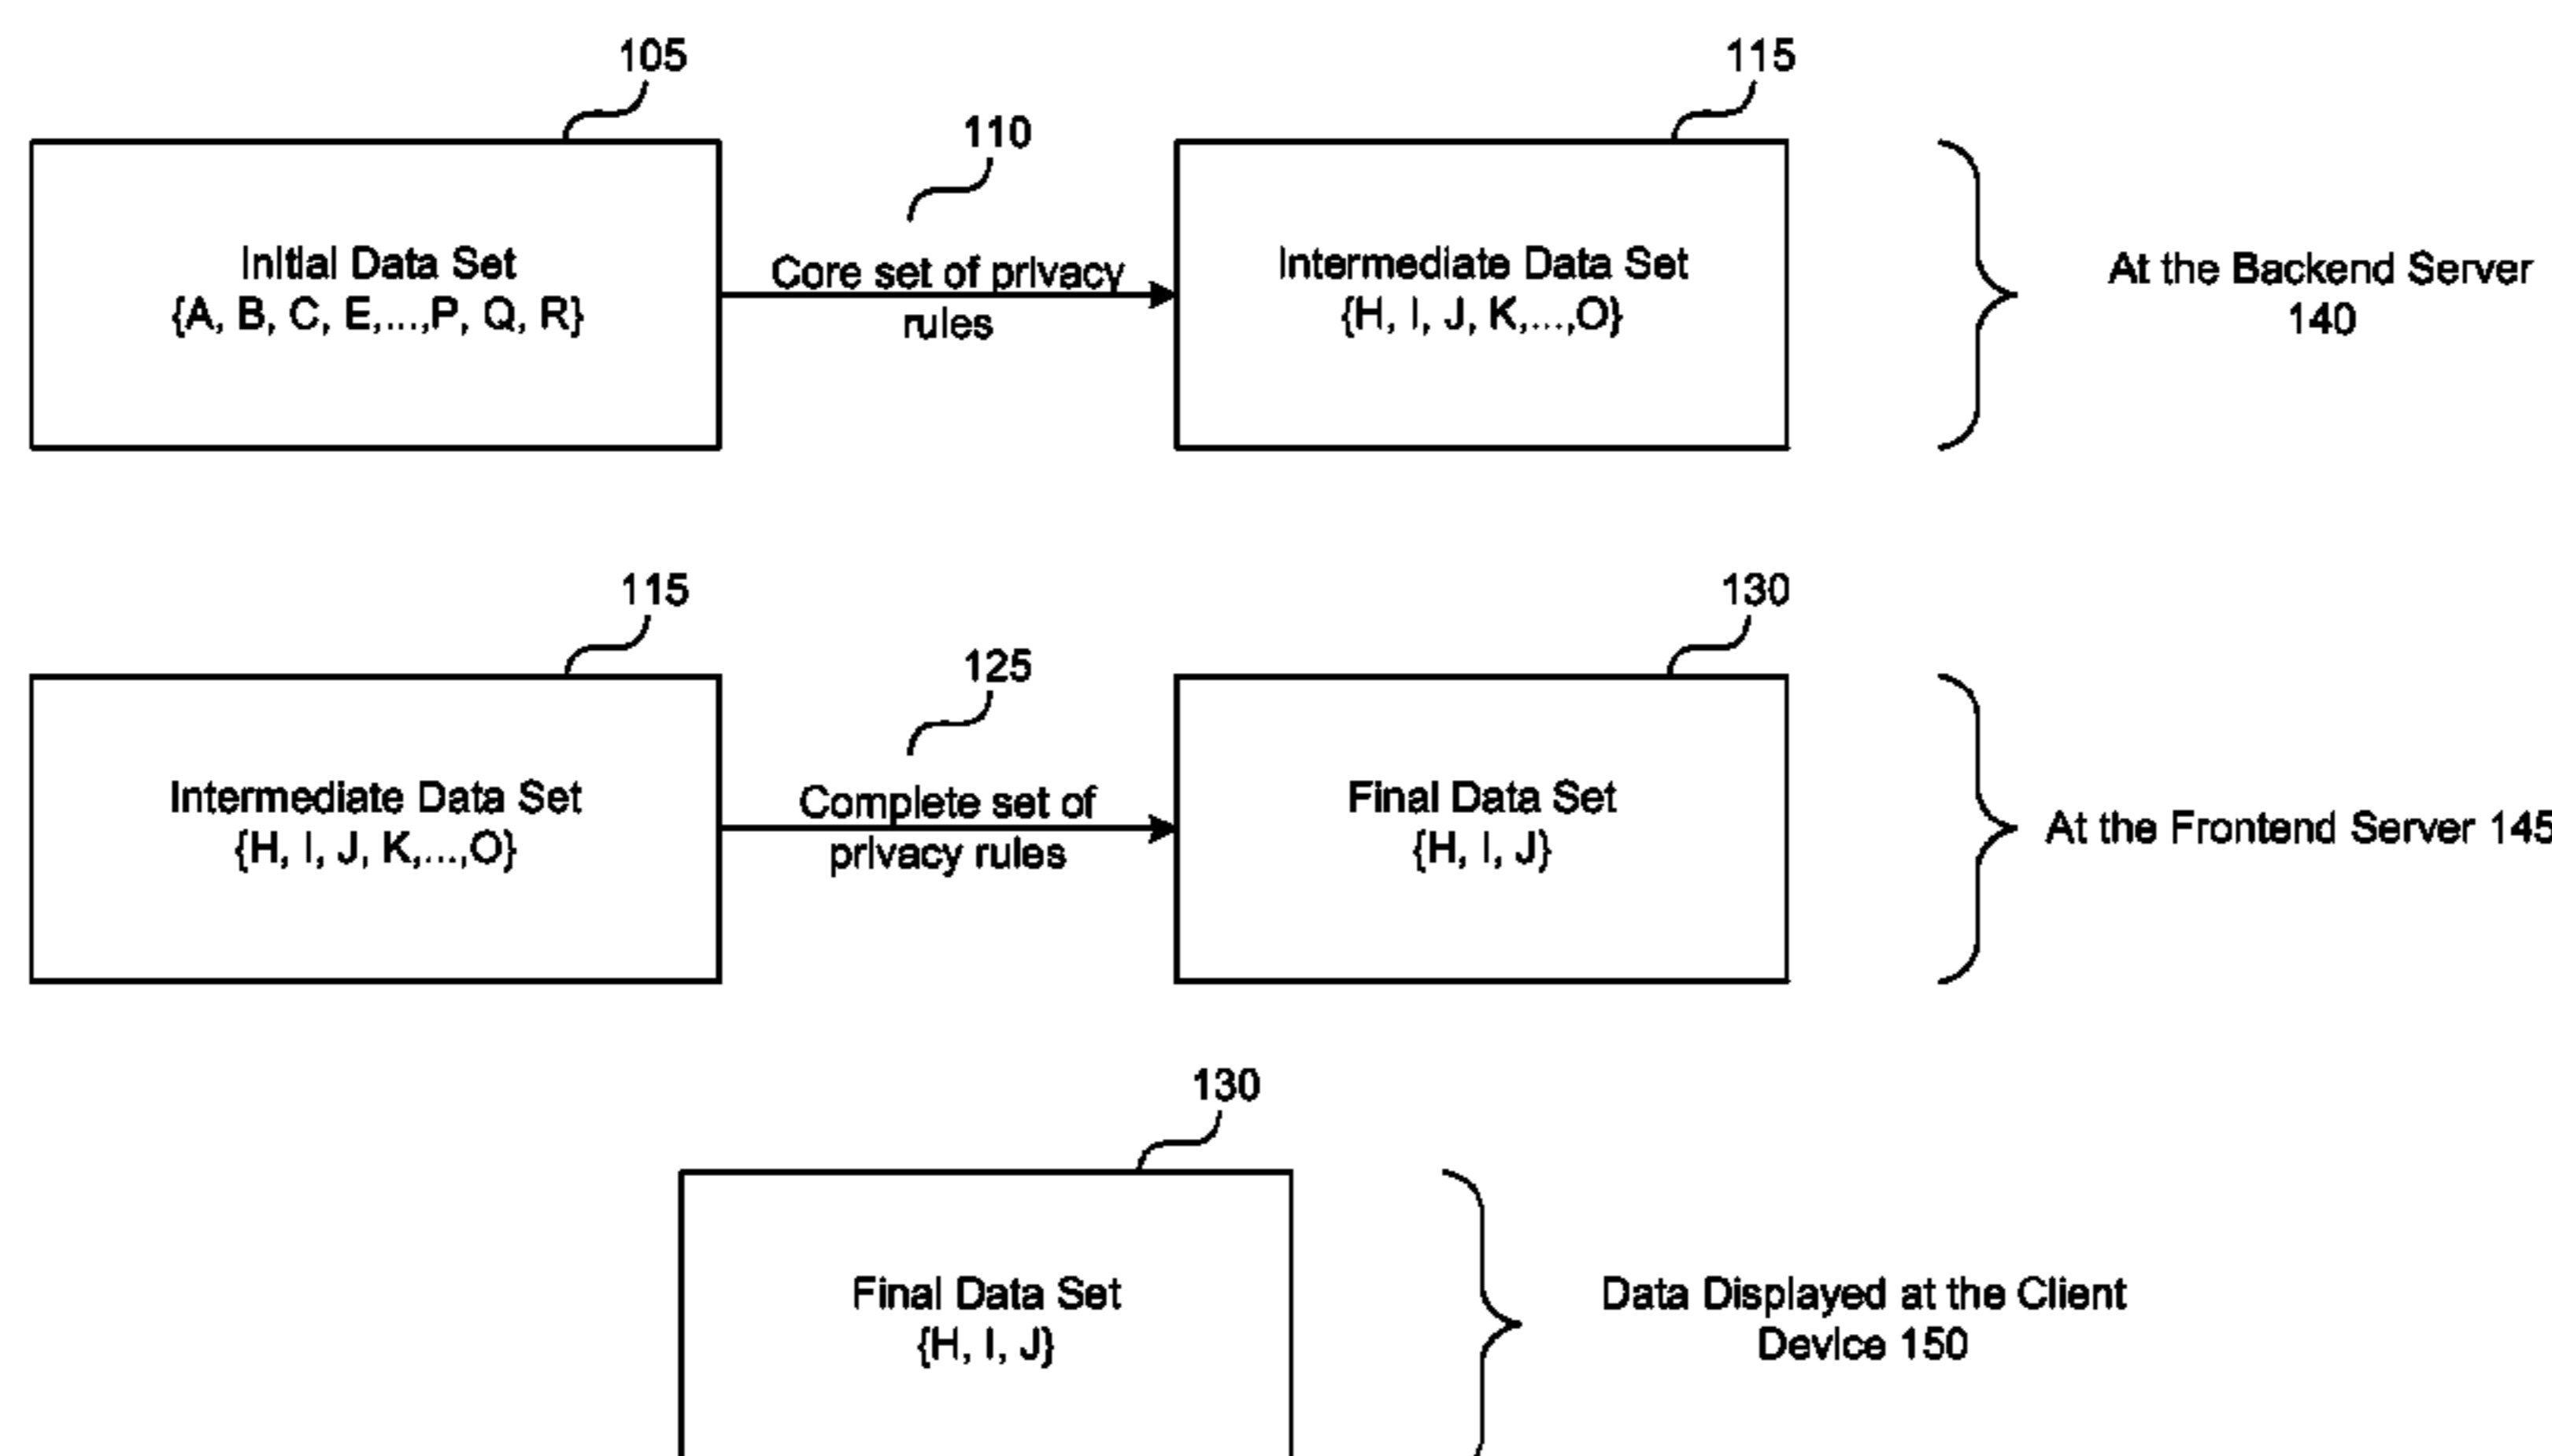 105
115
110
Initial Data Set
{A, B, C, E,...,P, Q, R}
Core set of privacy
rules
Intermediate Data Set
{H, I, J, K,...,O}
At the Backend Server
140
115
130
125
Intermediate Data Set
{H, I, J, K,...,O}
Complete set of
privacy rules
Final Data Set
{H, I, J}
At the Frontend Server 145
130
Final Data Set
{H, I, J}
Data Displayed at the Client
Device 150